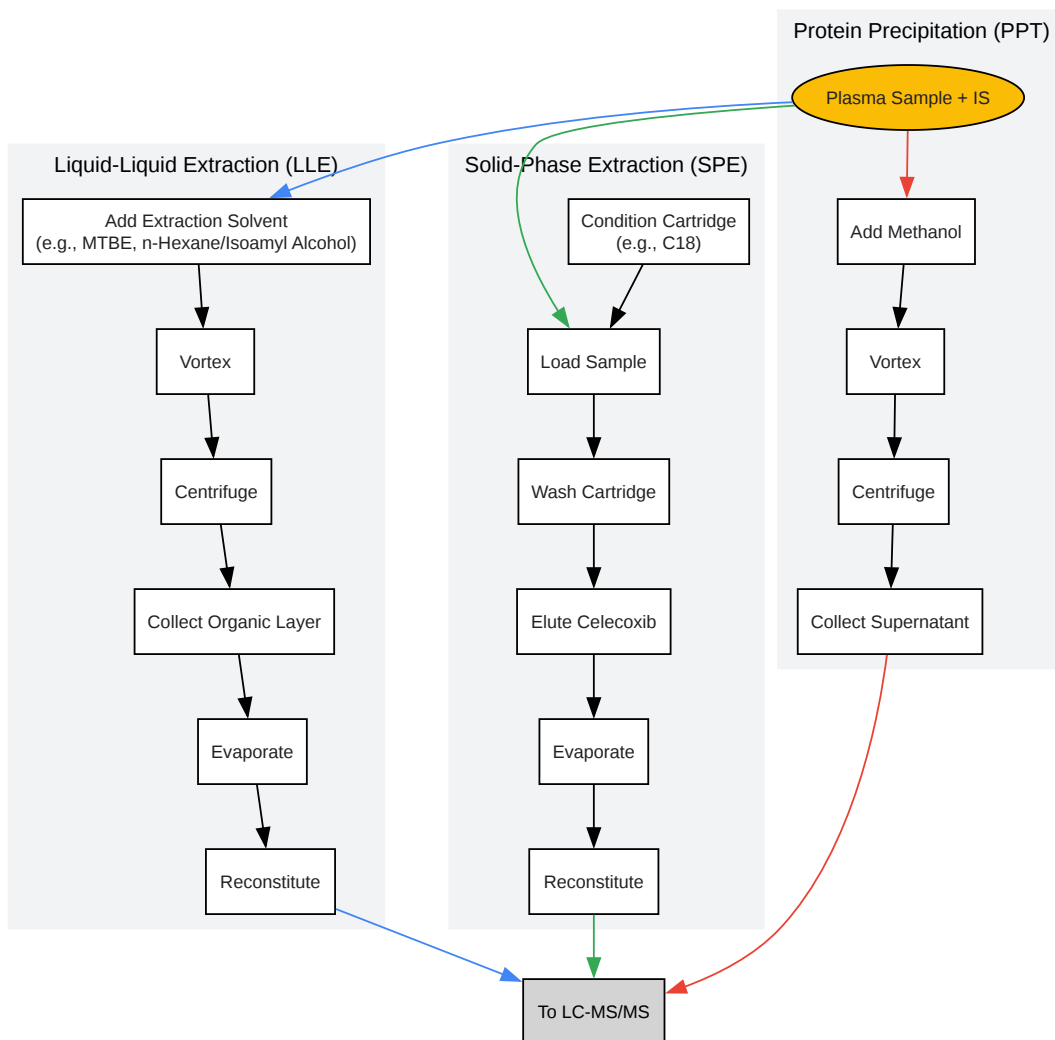 Protein Precipitation (PPT)
Plasma Sample + IS
Liquid-Liquid Extraction (LLE)
Solid-Phase Extraction (SPE)
Add Extraction Solvent
(e.g., MTBE, n-Hexane/Isoamyl Alcohol)
Condition Cartridge
(e.g., C18)
Add Methanol
Vortex
Load Sample
Vortex
Centrifuge
Wash Cartridge
Centrifuge
Collect Organic Layer
Elute Celecoxib
Collect Supernatant
Evaporate
Evaporate
Reconstitute
Reconstitute
To LC-MS/MS